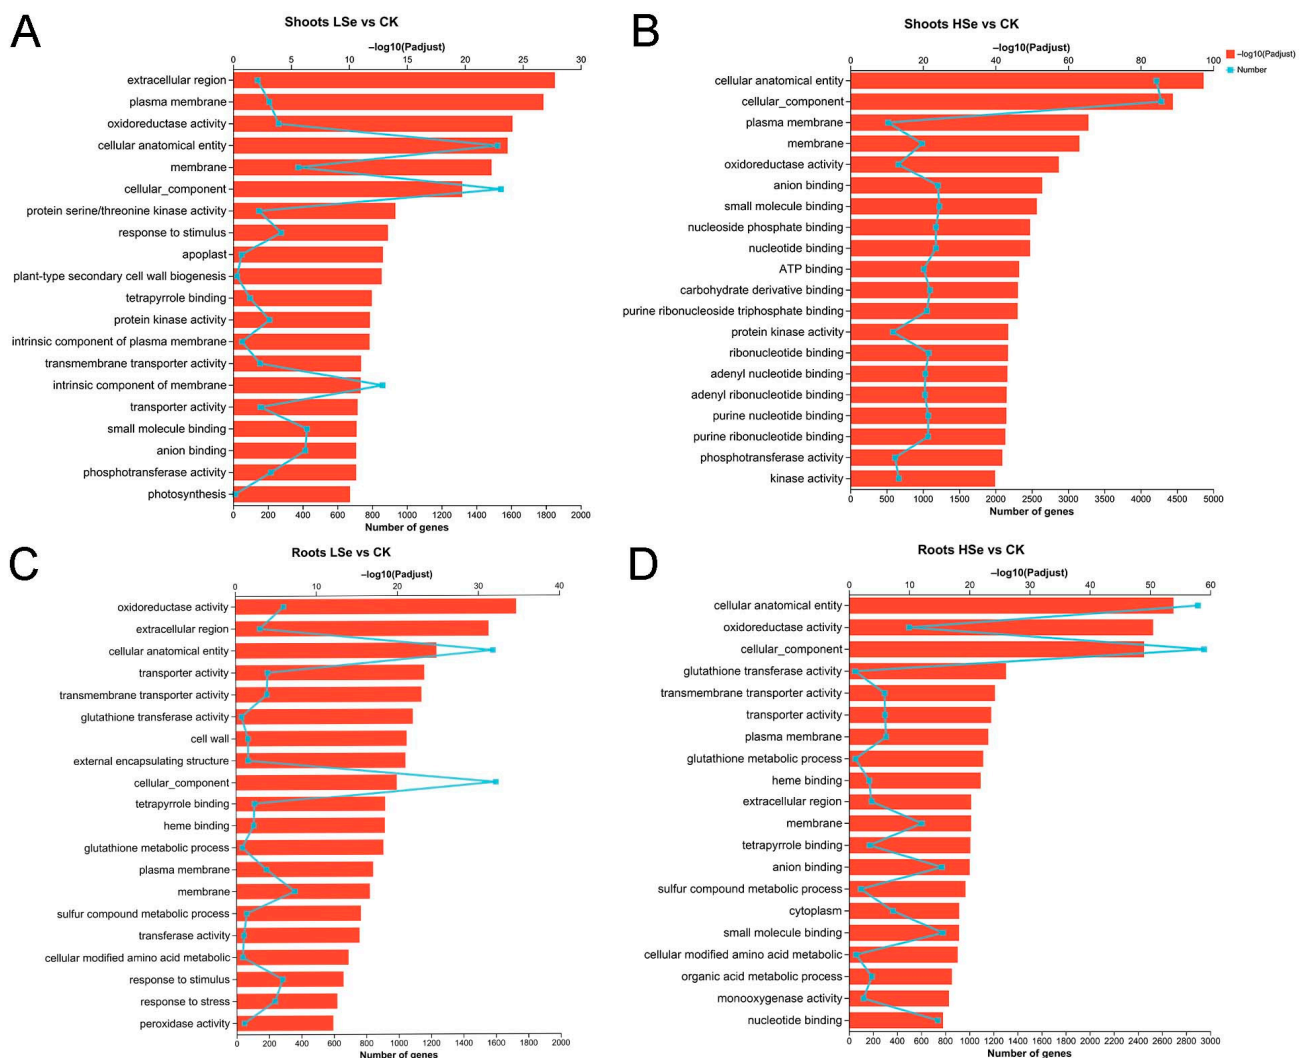 A
Shoots LSe vs CK
–log10(Padjust)
0 5 10 15 20 25 30
extracellular region
plasma membrane
oxidoreductase activity
cellular anatomical entity
membrane
cellular_component
protein serine/threonine kinase activity
response to stimulus
apoplast
plant-type secondary cell wall biogenesis
tetrapyrrole binding
protein kinase activity
intrinsic component of plasma membrane
transmembrane transporter activity
intrinsic component of membrane
transporter activity
small molecule binding
anion binding
phosphotransferase activity
photosynthesis
0 200 400 600 800 1000 1200 1400 1600 1800 2000
Number of genes
B
Shoots HSe vs CK
–log10(Padjust)
0 20 40 60 80 100
–log10(Padjust)
Number
cellular anatomical entity
cellular_component
plasma membrane
membrane
oxidoreductase activity
anion binding
small molecule binding
nucleoside phosphate binding
nucleotide binding
ATP binding
carbohydrate derivative binding
purine ribonucleoside triphosphate binding
protein kinase activity
ribonucleotide binding
adenyl nucleotide binding
adenyl ribonucleotide binding
purine nucleotide binding
purine ribonucleotide binding
phosphotransferase activity
kinase activity
0 500 1000 1500 2000 2500 3000 3500 4000 4500 5000
Number of genes
C
Roots LSe vs CK
–log10(Padjust)
0 10 20 30 40
oxidoreductase activity
extracellular region
cellular anatomical entity
transporter activity
transmembrane transporter activity
glutathione transferase activity
cell wall
external encapsulating structure
cellular_component
tetrapyrrole binding
heme binding
glutathione metabolic process
plasma membrane
membrane
sulfur compound metabolic process
transferase activity
cellular modified amino acid metabolic
response to stimulus
response to stress
peroxidase activity
0 200 400 600 800 1000 1200 1400 1600 1800 2000
Number of genes
D
Roots HSe vs CK
–log10(Padjust)
0 10 20 30 40 50 60
cellular anatomical entity
oxidoreductase activity
cellular_component
glutathione transferase activity
transmembrane transporter activity
transporter activity
plasma membrane
glutathione metabolic process
heme binding
extracellular region
membrane
tetrapyrrole binding
anion binding
sulfur compound metabolic process
cytoplasm
small molecule binding
cellular modified amino acid metabolic
organic acid metabolic process
monooxygenase activity
nucleotide binding
0 200 400 600 800 1000 1200 1400 1600 1800 2000 2200 2400 2600 2800 3000
Number of genes